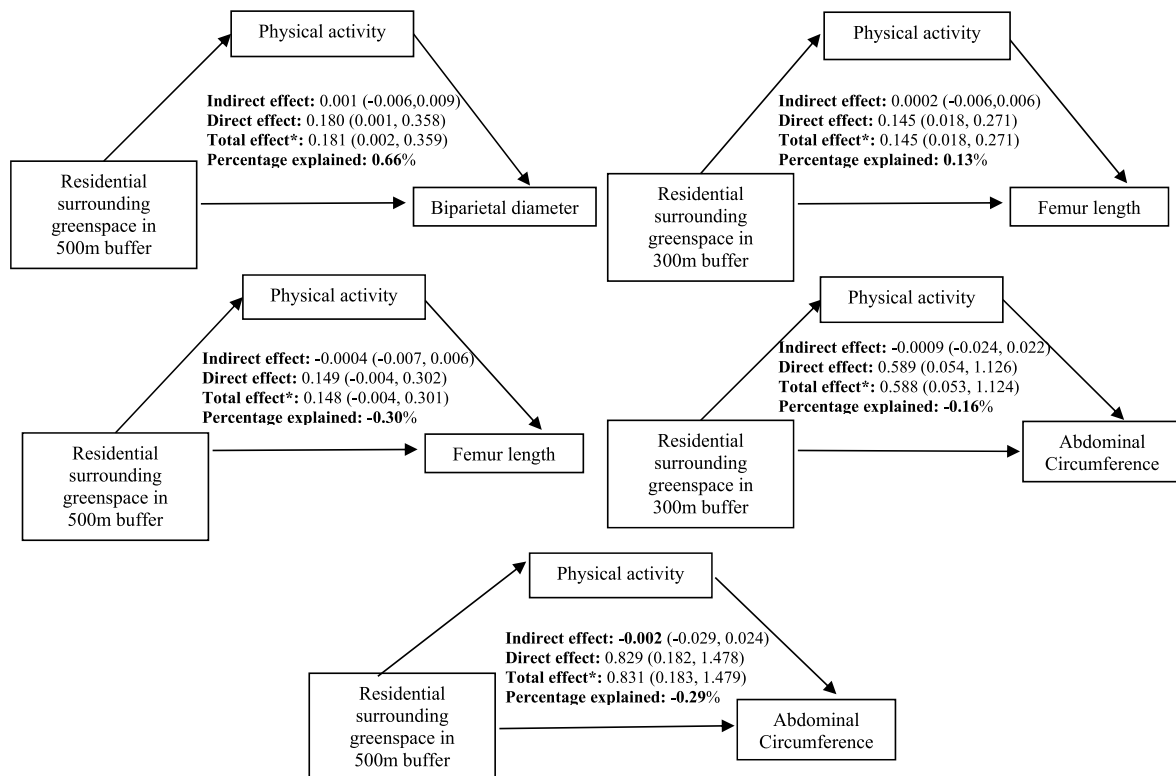 Physical activity
Indirect effect: 0.001 (-0.006,0.009)
Direct effect: 0.180 (0.001, 0.358)
Total effect*: 0.181 (0.002, 0.359)
Percentage explained: 0.66%
Residential
surrounding
greenspace in
500m buffer
Biparietal diameter
Physical activity
Indirect effect: 0.0002 (-0.006,0.006)
Direct effect: 0.145 (0.018, 0.271)
Total effect*: 0.145 (0.018, 0.271)
Percentage explained: 0.13%
Residential
surrounding
greenspace in
300m buffer
Femur length
Physical activity
Indirect effect: -0.0004 (-0.007, 0.006)
Direct effect: 0.149 (-0.004, 0.302)
Total effect*: 0.148 (-0.004, 0.301)
Percentage explained: -0.30%
Residential
surrounding
greenspace in
500m buffer
Femur length
Physical activity
Indirect effect: -0.0009 (-0.024, 0.022)
Direct effect: 0.589 (0.054, 1.126)
Total effect*: 0.588 (0.053, 1.124)
Percentage explained: -0.16%
Residential
surrounding
greenspace in
300m buffer
Abdominal
Circumference
Physical activity
Indirect effect: -0.002 (-0.029, 0.024)
Direct effect: 0.829 (0.182, 1.478)
Total effect*: 0.831 (0.183, 1.479)
Percentage explained: -0.29%
Residential
surrounding
greenspace in
500m buffer
Abdominal
Circumference